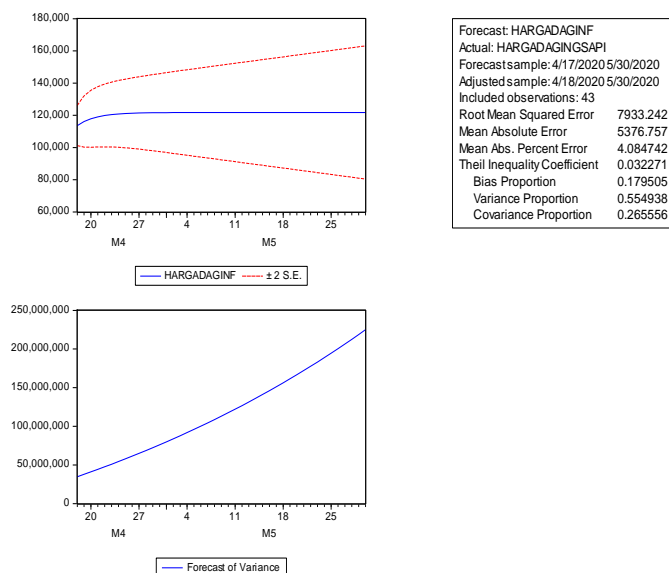 180,000
160,000
140,000
120,000
100,000
80,000
60,000
20 27 4 11 18 25
M4 M5
HARGADAGINF ± 2 S.E.
Forecast: HARGADAGINF
Actual: HARGADAGINGSAPI
Forecast sample: 4/17/2020 5/30/2020
Adjusted sample: 4/18/2020 5/30/2020
Included observations: 43
Root Mean Squared Error 7933.242
Mean Absolute Error 5376.757
Mean Abs. Percent Error 4.084742
Theil Inequality Coefficient 0.032271
Bias Proportion 0.179505
Variance Proportion 0.554938
Covariance Proportion 0.265556
250,000,000
200,000,000
150,000,000
100,000,000
50,000,000
0
20 27 4 11 18 25
M4 M5
Forecast of Variance